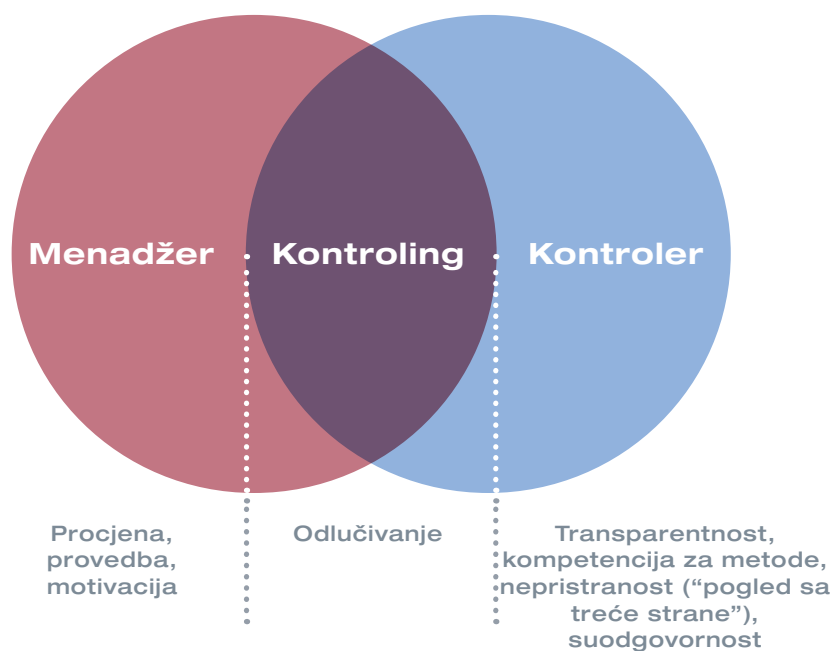 Menadžer
Kontroling
Kontroler
Procjena,
provedba,
motivacija
Odlučivanje
Transparentnost,
kompetencija za metode,
nepristranost (“pogled sa
treće strane”),
suodgovornost